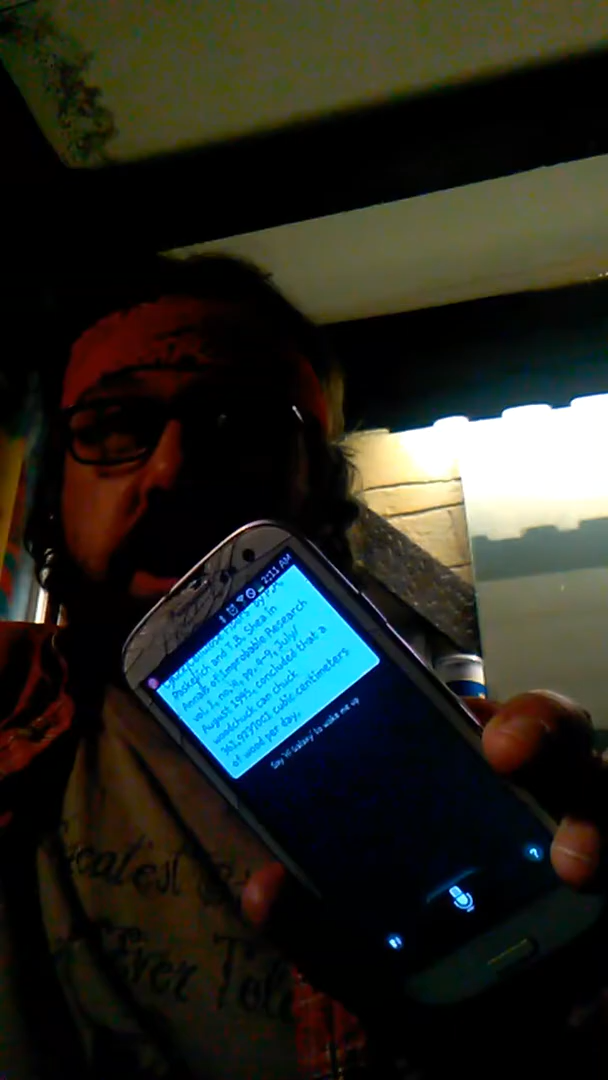 2:11 AM
by P.A.
Paskevich and T.B. Shea in
Annals of Improbable Research
vol. 1, no. 4, pp. 4-9, July/
August 1995, concluded that a
woodchuck can chuck
361.9237001 cubic centimeters
of wood per day.
Say "Hi Galaxy" to wake me up
?
Greatest
Ever Told